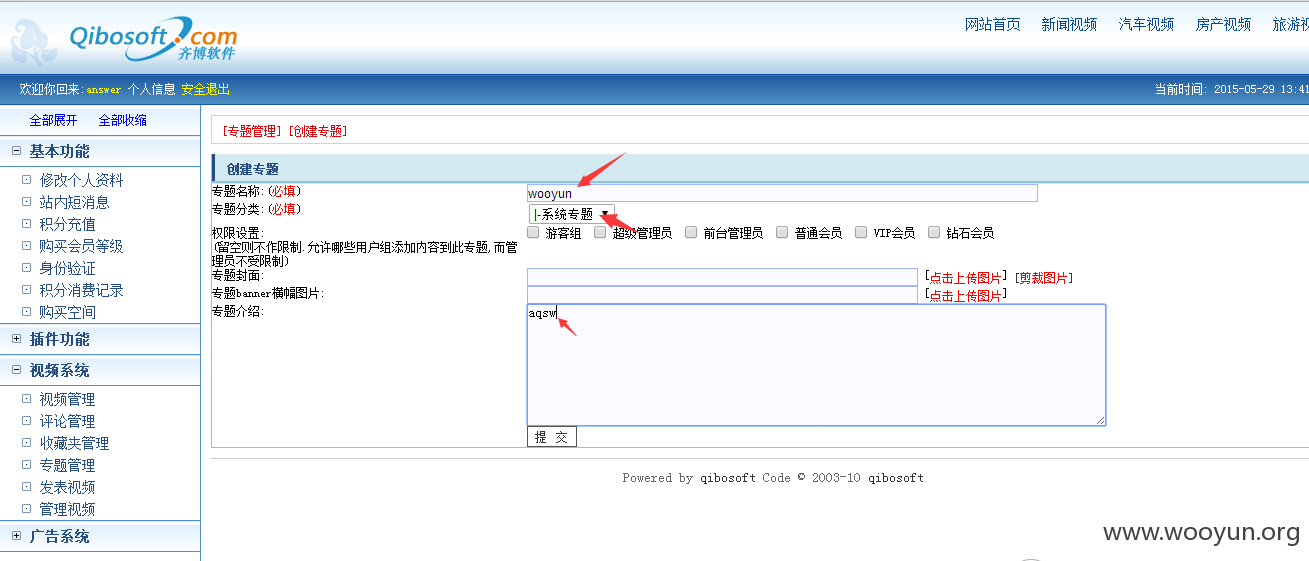 Qibosoft.com
齐博软件
网站首页 新闻视频 汽车视频 房产视频 旅游视
欢迎你回来:answer 个人信息 安全退出
当前时间: 2015-05-29 13:41
全部展开 全部收缩
基本功能
修改个人资料
站内短消息
积分充值
购买会员等级
身份验证
积分消费记录
购买空间
插件功能
视频系统
视频管理
评论管理
收藏夹管理
专题管理
发表视频
管理视频
广告系统
[专题管理] [创建专题]
创建专题
专题名称:(必填) wooyun
专题分类:(必填) |-系统专题
权限设置: 游客组 超级管理员 前台管理员 普通会员 VIP会员 钻石会员
(留空则不作限制.允许哪些用户组添加内容到此专题,而管
理员不受限制)
专题封面: [点击上传图片] [剪裁图片]
专题banner横幅图片: [点击上传图片]
专题介绍: aqsw
提 交
Powered by qibosoft Code © 2003-10 qibosoft
www.wooyun.org